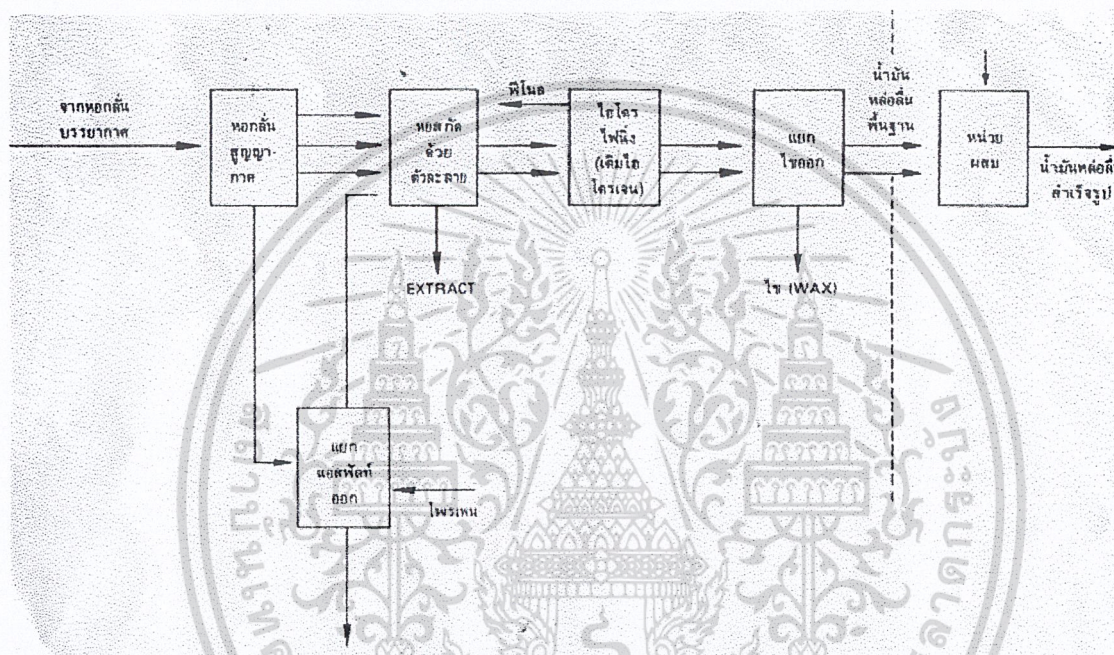 จากหอกลั่น
บรรยากาศ
หอกลั่น
สูญญา-
กาศ
หอสกัด
ด้วย
ตัวละลาย
ฟีโนล
ไฮโดร
ไฟนิ่ง
(เติมไฮ
โดรเจน)
แยก
ไขออก
น้ำมัน
หล่อลื่น
พื้นฐาน
หน่วย
ผสม
น้ำมันหล่อลื่
สำเร็จรูป
EXTRACT
ไข (WAX)
แยก
แอสฟัลท์
ออก
โพรเพน